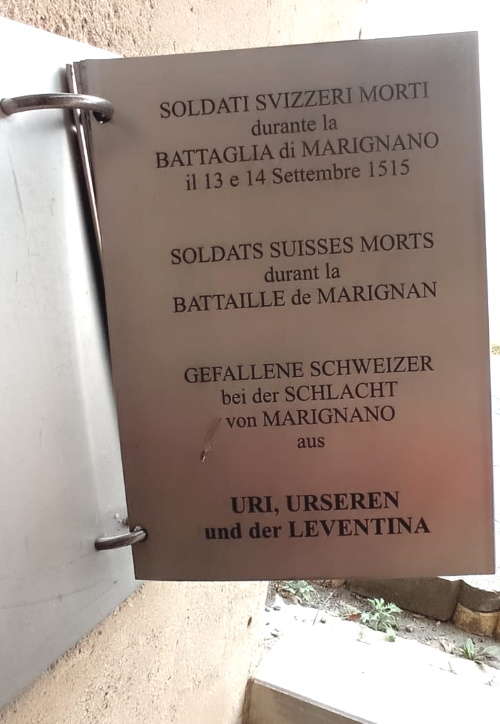 SOLDATI SVIZZERI MORTI
durante la
BATTAGLIA di MARIGNANO
il 13 e 14 Settembre 1515
SOLDATS SUISSES MORTS
durant la
BATTAILLE de MARIGNAN
GEFALLENE SCHWEIZER
bei der SCHLACHT
von MARIGNANO
aus
URI, URSEREN
und der LEVENTINA